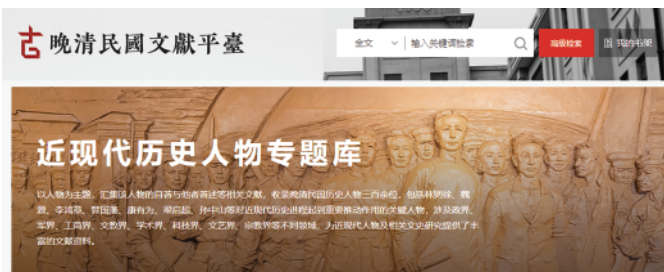 晚清民國文獻平臺
全文 输入关键词检索 高级检索 我的书架
近现代历史人物专题库
以人物为主题，汇集该人物的自著与他者著述等相关文献，收录晚清民国历史人物三百余位，包括林则徐、魏
源、李鸿章、曾国藩、康有为、梁启超、孙中山等对近现代历史进程起到重要推动作用的关键人物，涉及政界、
军界、工商界、文教界、学术界、科技界、文艺界、宗教界等不同领域，为近现代人物及相关文史研究提供了丰
富的文献资料。